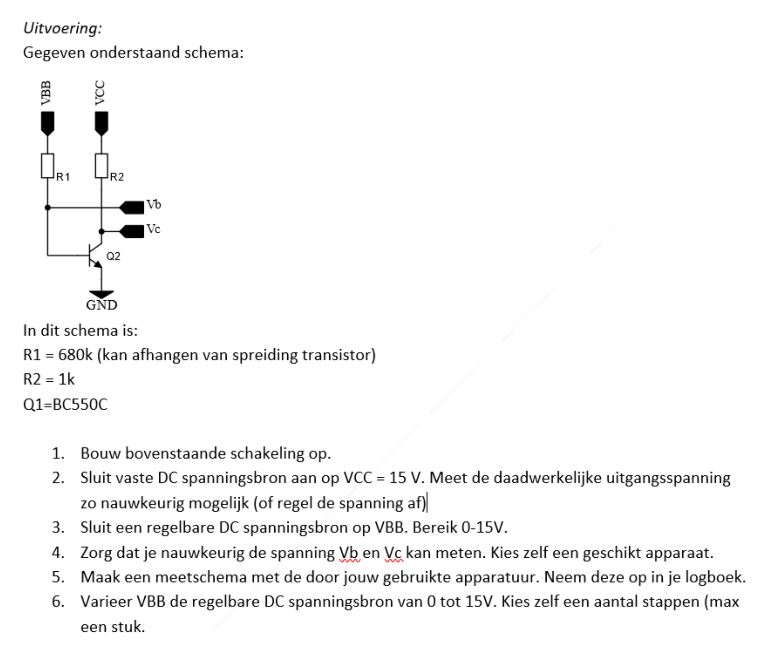 Uitvoering:
Gegeven onderstaand schema:
VBB
VCC
R1
R2
Vb
Vc
Q2
GND
In dit schema is:
R1 = 680k (kan afhangen van spreiding transistor)
R2 = 1k
Q1=BC550C
1. Bouw bovenstaande schakeling op.
2. Sluit vaste DC spanningsbron aan op VCC = 15 V. Meet de daadwerkelijke uitgangsspanning
zo nauwkeurig mogelijk (of regel de spanning af)
3. Sluit een regelbare DC spanningsbron op VBB. Bereik 0-15V.
4. Zorg dat je nauwkeurig de spanning Vb en Vc kan meten. Kies zelf een geschikt apparaat.
5. Maak een meetschema met de door jouw gebruikte apparatuur. Neem deze op in je logboek.
6. Varieer VBB de regelbare DC spanningsbron van 0 tot 15V. Kies zelf een aantal stappen (max
een stuk.